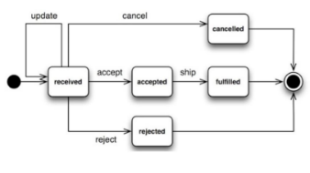 update
cancel
cancelled
received
accept
accepted
ship
fulfilled
reject
rejected